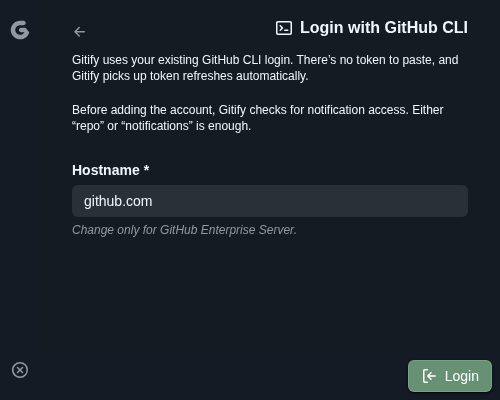 Login with GitHub CLI
Gitify uses your existing GitHub CLI login. There's no token to paste, and
Gitify picks up token refreshes automatically.
Before adding the account, Gitify checks for notification access. Either
“repo” or “notifications” is enough.
Hostname *
github.com
Change only for GitHub Enterprise Server.
Login